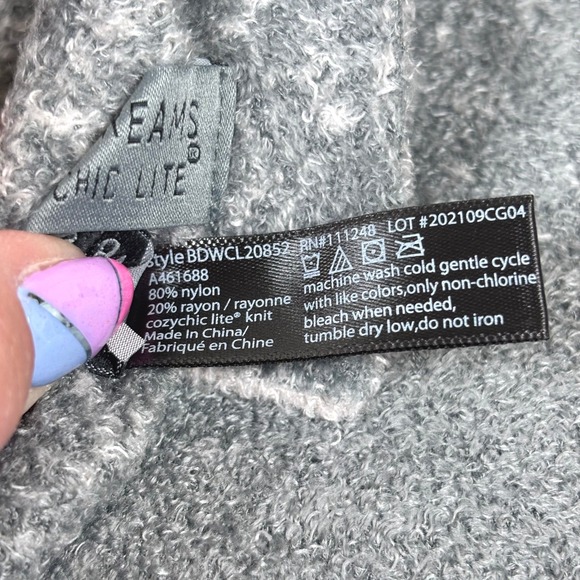 REAMS
CHIC LITE®
Style BDWCL20852
A461688
80% nylon
20% rayon / rayonne
cozychic lite® knit
Made In China/
Fabriqué en Chine
RN#111248 LOT #202109CG04
machine wash cold gentle cycle
with like colors,only non-chlorine
bleach when needed,
tumble dry low,do not iron